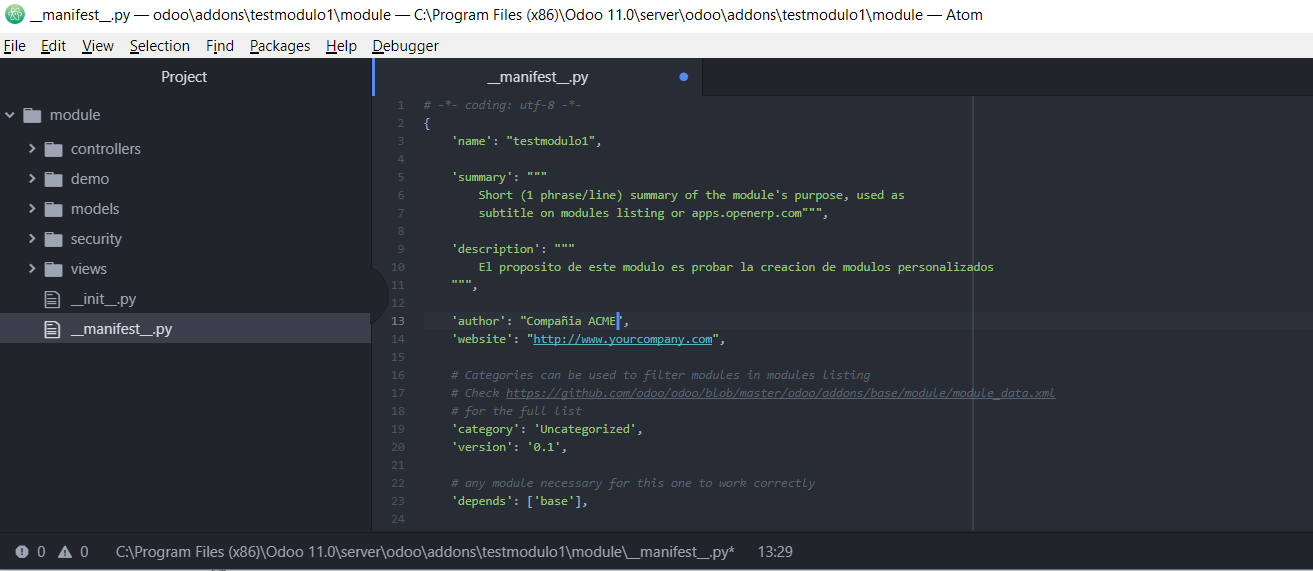 __manifest__.py — odoo\addons\testmodulo1\module — C:\Program Files (x86)\Odoo 11.0\server\odoo\addons\testmodulo1\module — Atom
File Edit View Selection Find Packages Help Debugger
Project
module
controllers
demo
models
security
views
__init__.py
__manifest__.py
__manifest__.py
1 # -*- coding: utf-8 -*-
2 {
3 'name': "testmodulo1",
4
5 'summary': """
6 Short (1 phrase/line) summary of the module's purpose, used as
7 subtitle on modules listing or apps.openerp.com""",
8
9 'description': """
10 El proposito de este modulo es probar la creacion de modulos personalizados
11 """,
12
13 'author': "Compañia ACME",
14 'website': "http://www.yourcompany.com",
15
16 # Categories can be used to filter modules in modules listing
17 # Check https://github.com/odoo/odoo/blob/master/odoo/addons/base/module/module_data.xml
18 # for the full list
19 'category': 'Uncategorized',
20 'version': '0.1',
21
22 # any module necessary for this one to work correctly
23 'depends': ['base'],
24
0 0 C:\Program Files (x86)\Odoo 11.0\server\odoo\addons\testmodulo1\module\__manifest__.py* 13:29